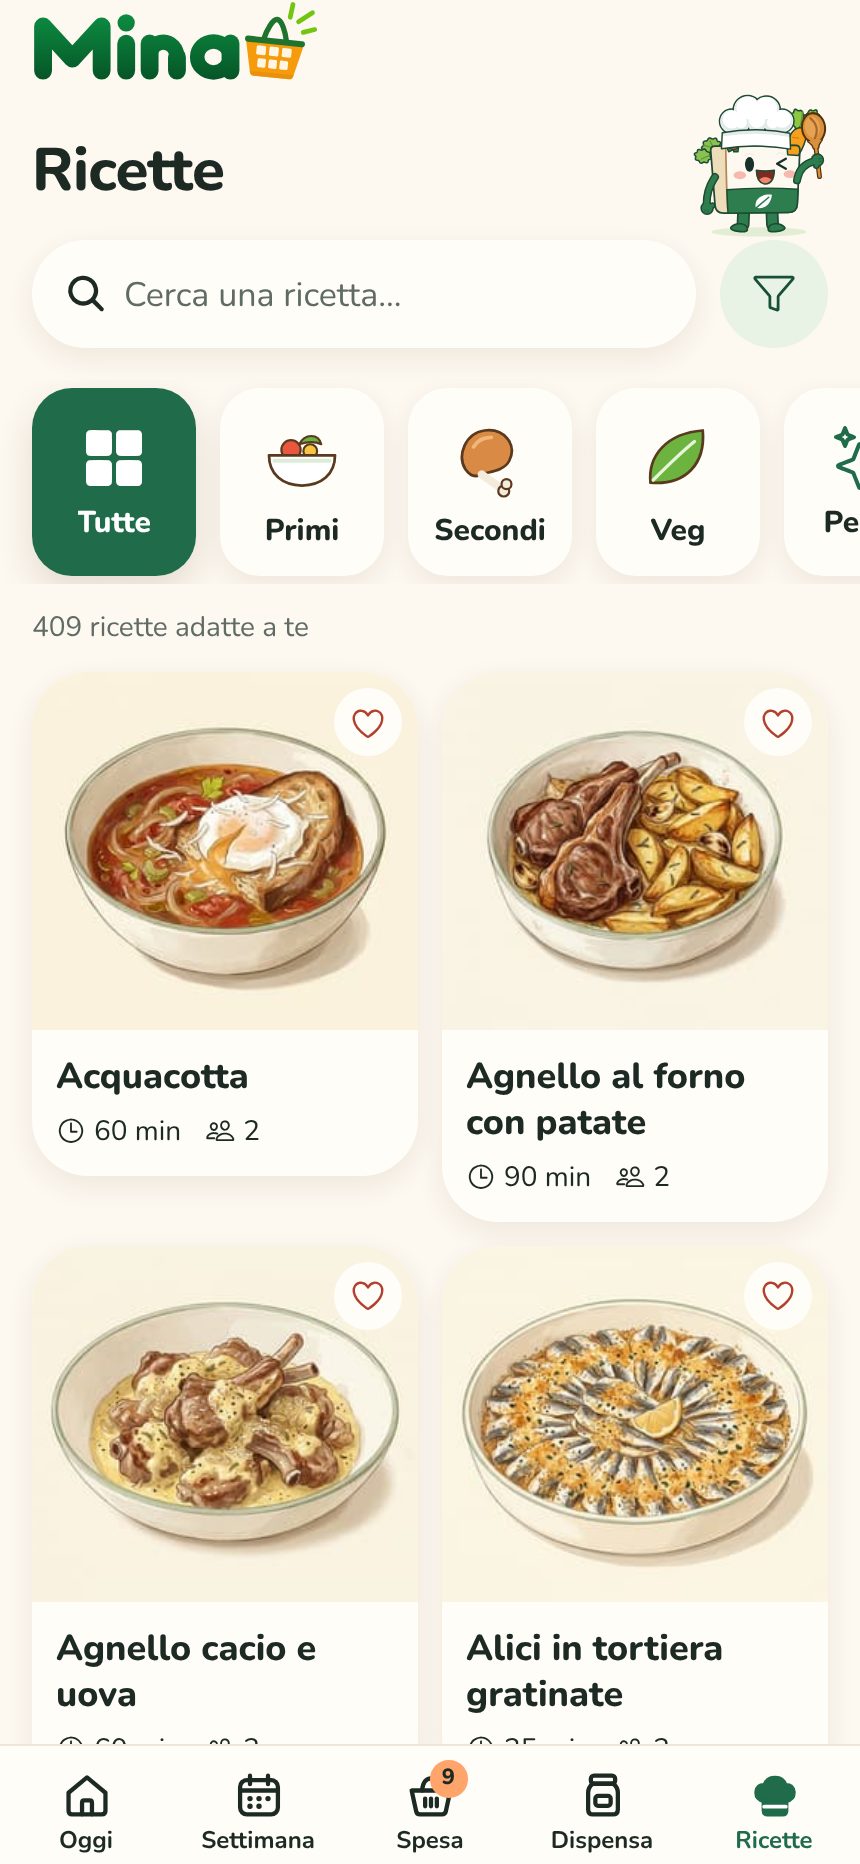 Mina
Ricette
Cerca una ricetta...
Tutte
Primi
Secondi
Veg
Pe
409 ricette adatte a te
Acquacotta
60 min 2
Agnello al forno
con patate
90 min 2
Agnello cacio e
uova
Alici in tortiera
gratinate
9
Oggi
Settimana
Spesa
Dispensa
Ricette